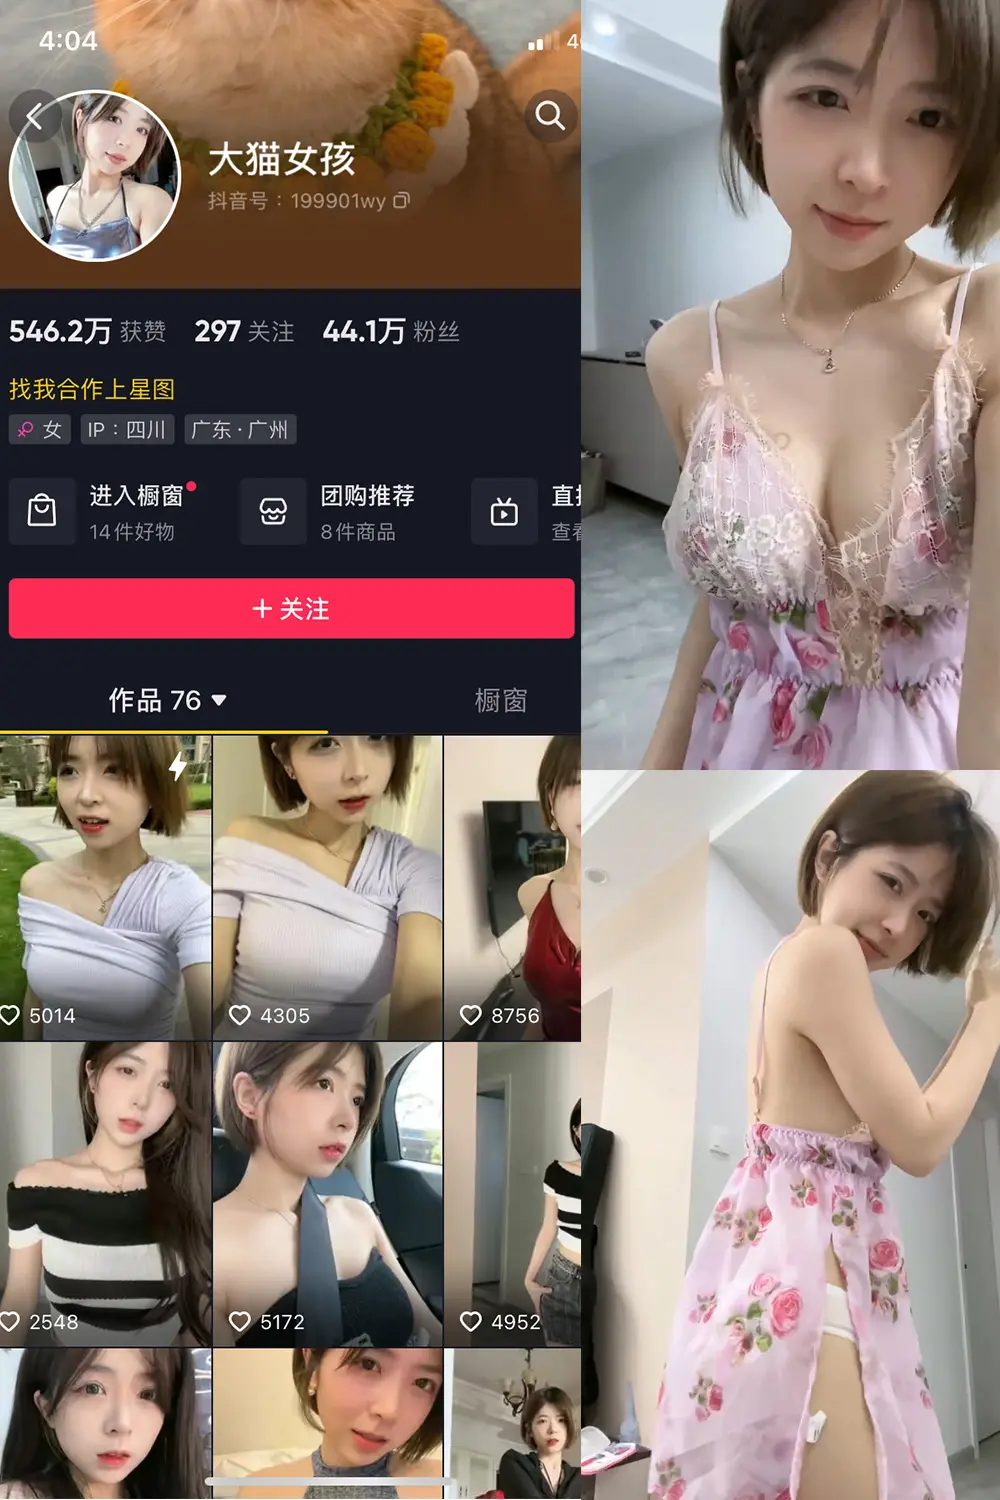 4:04
4
大猫女孩
抖音号：199901wy
546.2万 获赞 297 关注 44.1万 粉丝
找我合作上星图
女 IP：四川 广东·广州
进入橱窗 团购推荐 直
14件好物 8件商品 查
+ 关注
作品 76 橱窗
5014 4305 8756
2548 5172 4952